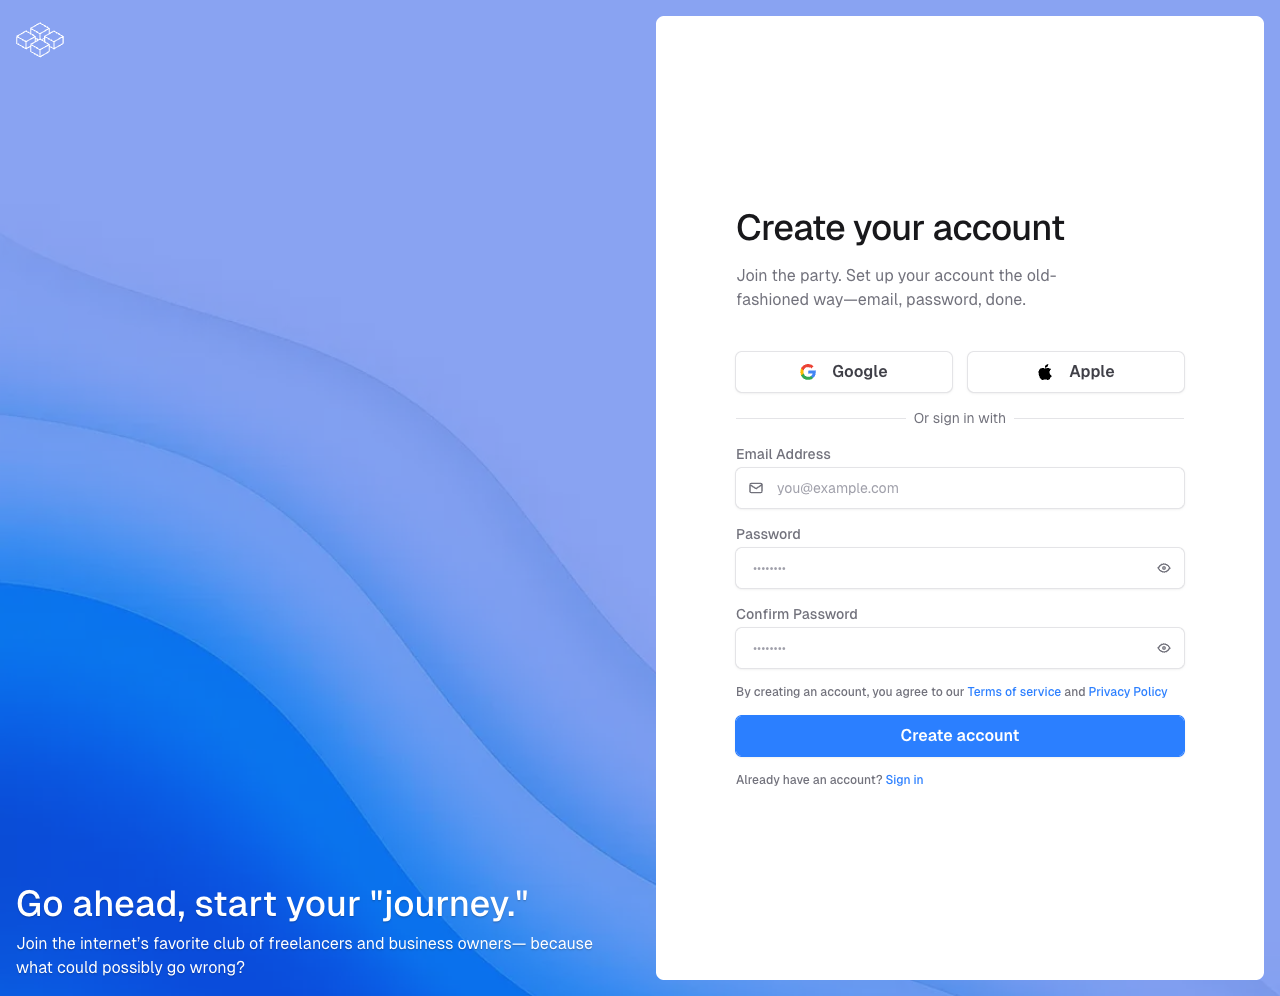 Create your account
Join the party. Set up your account the old-
fashioned way—email, password, done.
Google
Apple
Or sign in with
Email Address
you@example.com
Password
••••••••
Confirm Password
••••••••
By creating an account, you agree to our Terms of service and Privacy Policy
Create account
Already have an account? Sign in
Go ahead, start your "journey."
Join the internet's favorite club of freelancers and business owners— because
what could possibly go wrong?